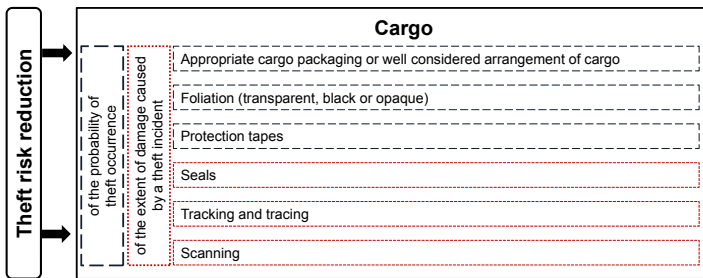 Cargo
Theft risk reduction
of the probability of
theft occurrence
of the extent of damage caused
by a theft incident
Appropriate cargo packaging or well considered arrangement of cargo
Foliation (transparent, black or opaque)
Protection tapes
Seals
Tracking and tracing
Scanning